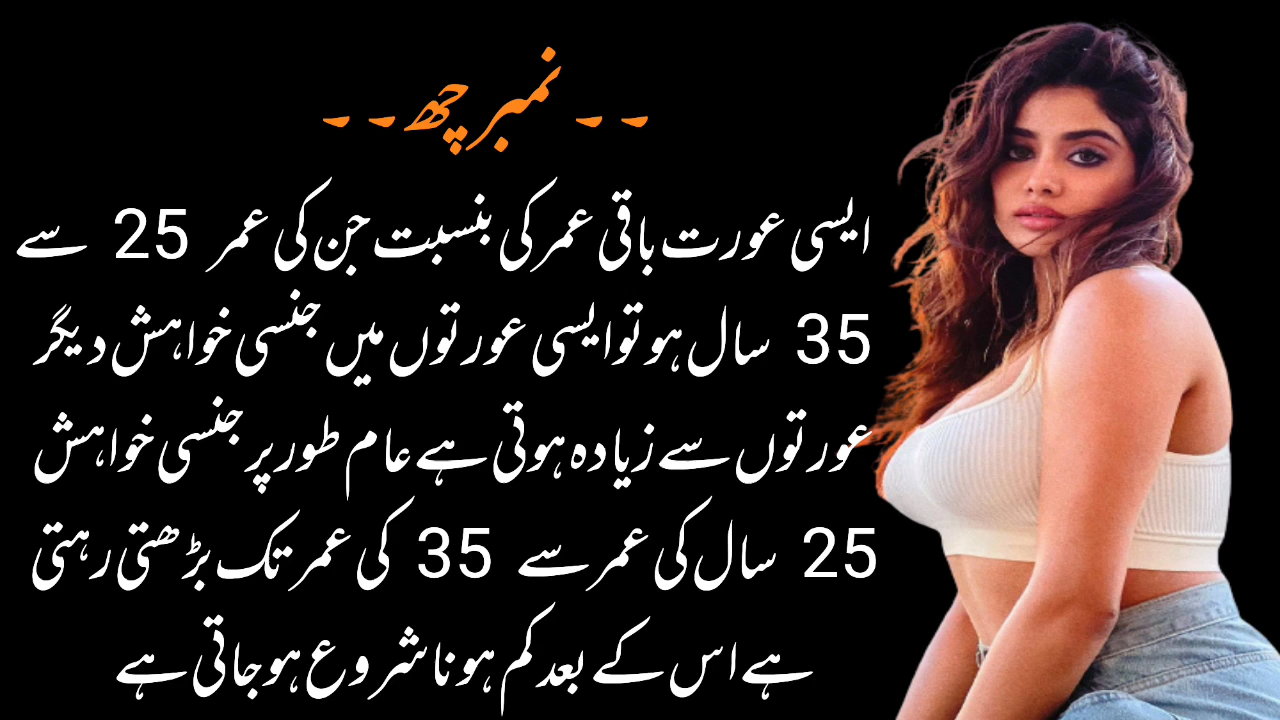 -- نمبر چھ --
ایسی عورت باقی عمر کی بنسبت جن کی عمر 25 سے
35 سال ہو تو ایسی عورتوں میں جنسی خواہش دیگر
عورتوں سے زیادہ ہوتی ہے عام طور پر جنسی خواہش
25 سال کی عمر سے 35 کی عمر تک بڑھتی رہتی
ہے اس کے بعد کم ہونا شروع ہو جاتی ہے